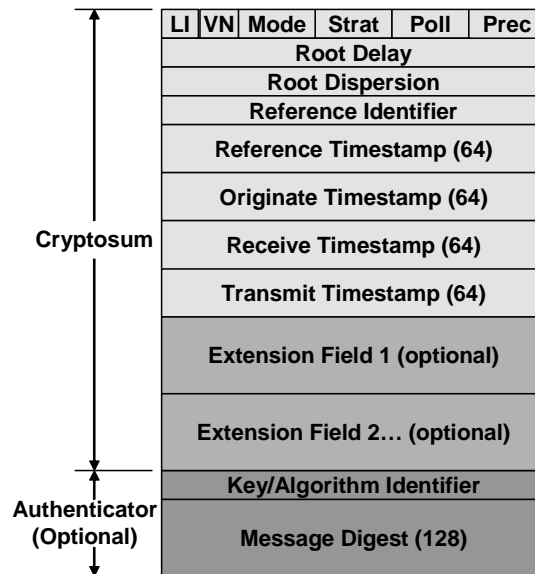 LI VN Mode Strat Poll Prec
Root Delay
Root Dispersion
Reference Identifier
Reference Timestamp (64)
Originate Timestamp (64)
Cryptosum
Receive Timestamp (64)
Transmit Timestamp (64)
Extension Field 1 (optional)
Extension Field 2… (optional)
Key/Algorithm Identifier
Authenticator
(Optional)
Message Digest (128)